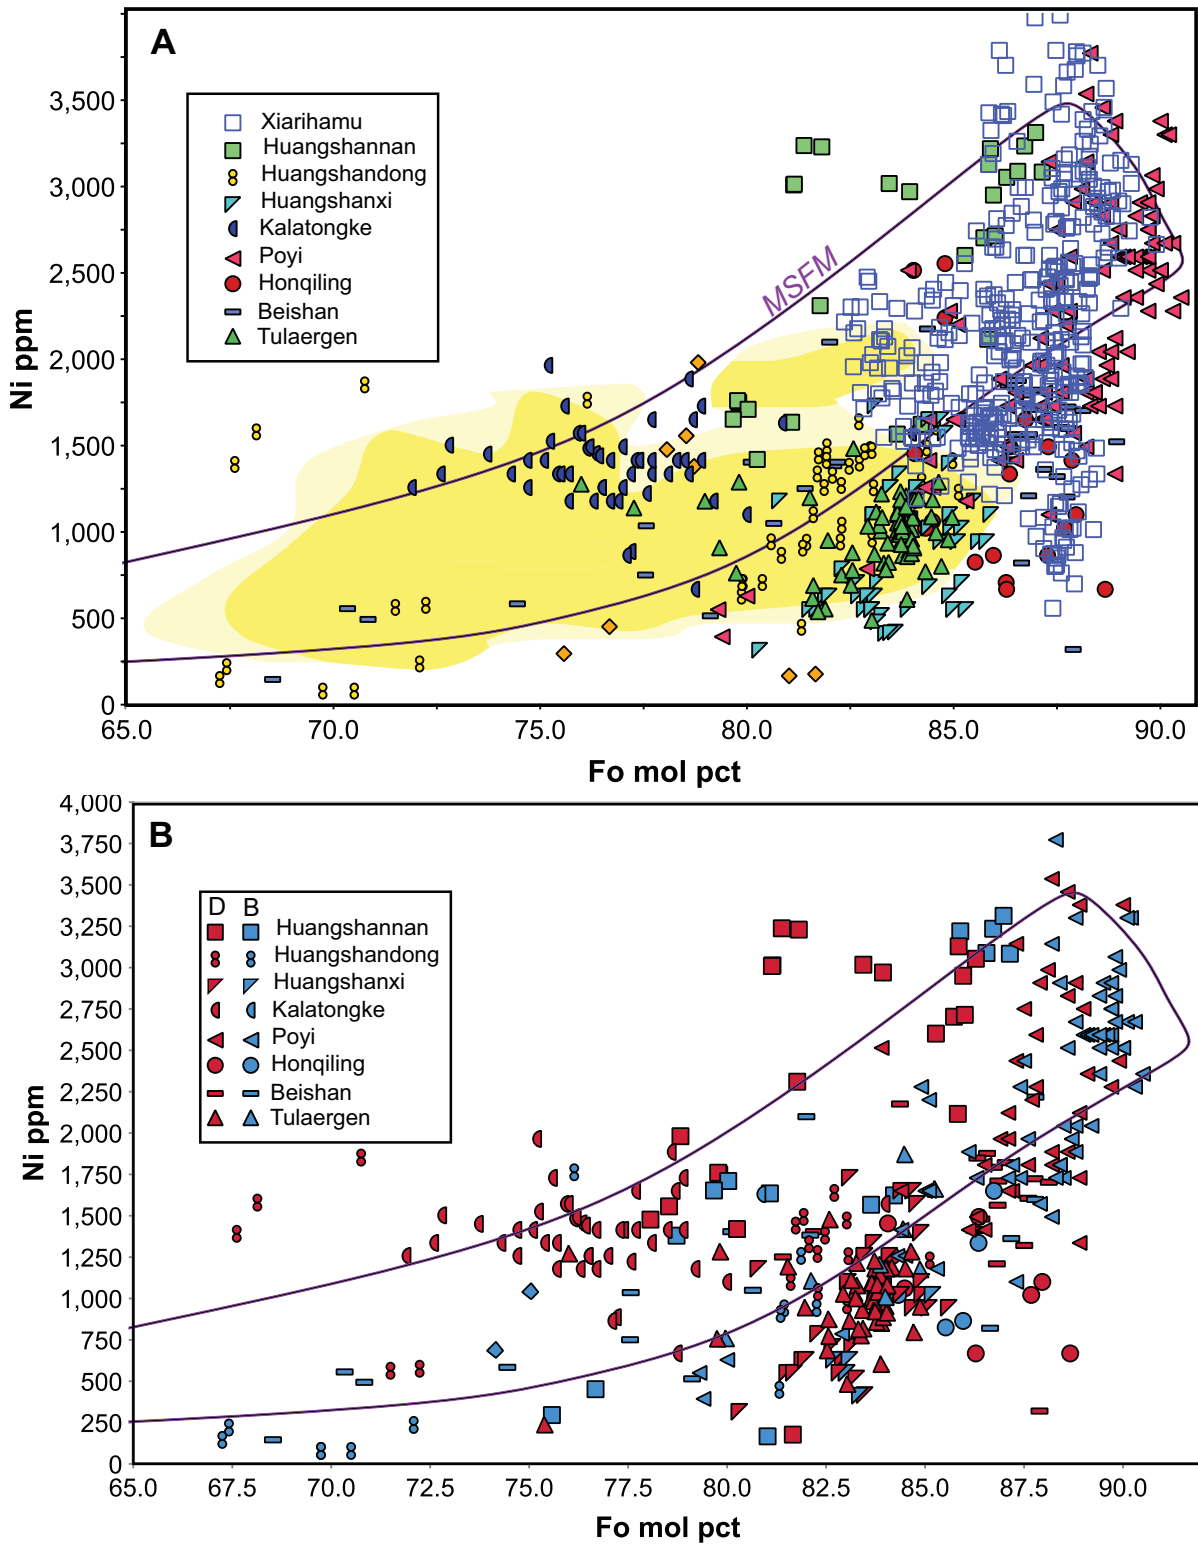 A
3,500
3,000
2,500
2,000
1,500
1,000
500
0
Ni ppm
Xiarihamu
Huangshannan
Huangshandong
Huangshanxi
Kalatongke
Poyi
Honqiling
Beishan
Tulaergen
MSFM
65.0 70.0 75.0 80.0 85.0 90.0
Fo mol pct
B
4,000
3,750
3,500
3,250
3,000
2,750
2,500
2,250
2,000
1,750
1,500
1,250
1,000
750
500
250
0
Ni ppm
D B
Huangshannan
Huangshandong
Huangshanxi
Kalatongke
Poyi
Honqiling
Beishan
Tulaergen
65.0 67.5 70.0 72.5 75.0 77.5 80.0 82.5 85.0 87.5 90.0
Fo mol pct